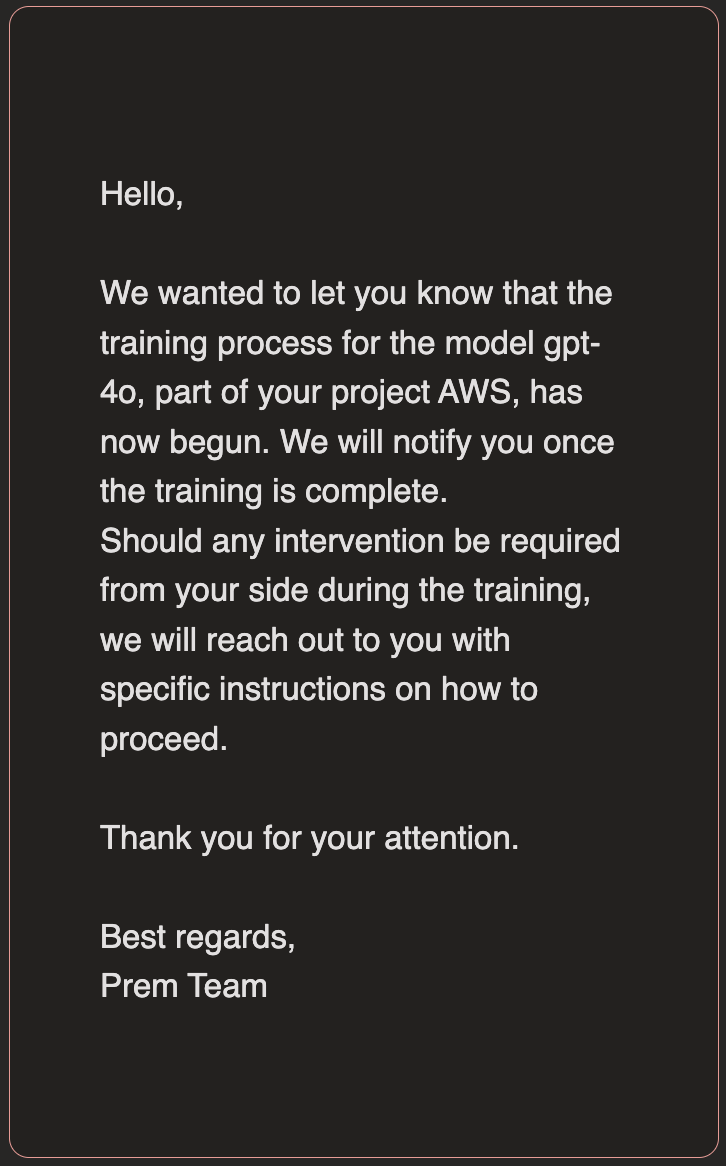 Hello,
We wanted to let you know that the
training process for the model gpt-
4o, part of your project AWS, has
now begun. We will notify you once
the training is complete.
Should any intervention be required
from your side during the training,
we will reach out to you with
specific instructions on how to
proceed.
Thank you for your attention.
Best regards,
Prem Team